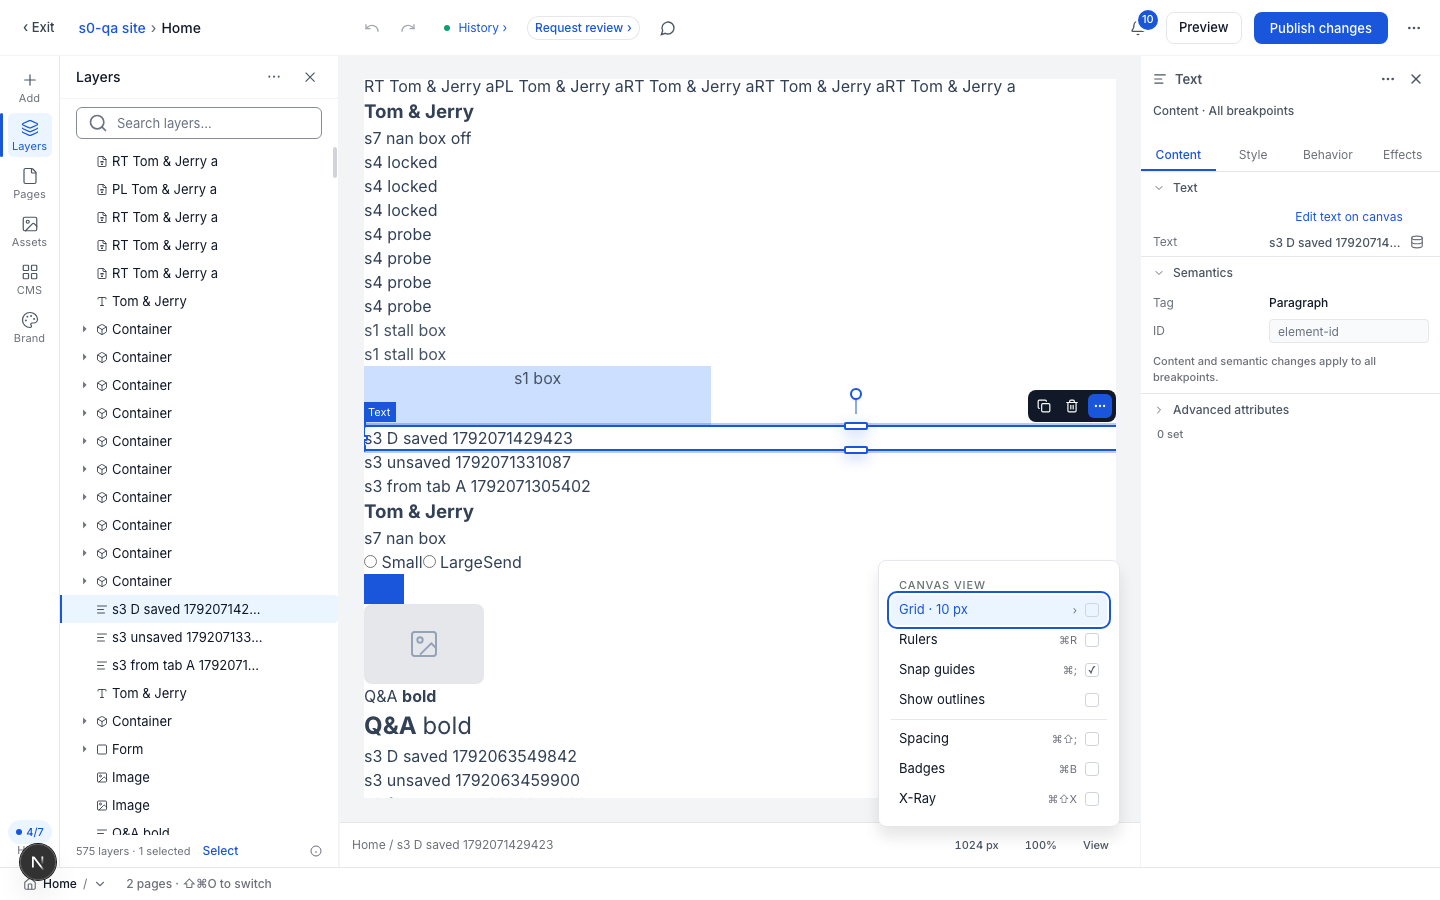 ‹ Exit
s0-qa site › Home
History ›
Request review ›
10
Preview
Publish changes
Add
Layers
Pages
Assets
CMS
Brand
4/7
N
Layers
Search layers...
RT Tom & Jerry a
PL Tom & Jerry a
RT Tom & Jerry a
RT Tom & Jerry a
RT Tom & Jerry a
Tom & Jerry
Container
Container
Container
Container
Container
Container
Container
Container
Container
Container
s3 D saved 179207142...
s3 unsaved 179207133...
s3 from tab A 1792071...
Tom & Jerry
Container
Form
Image
Image
Q&A bold
575 layers · 1 selected
Select
RT Tom & Jerry aPL Tom & Jerry aRT Tom & Jerry aRT Tom & Jerry aRT Tom & Jerry a
Tom & Jerry
s7 nan box off
s4 locked
s4 locked
s4 locked
s4 probe
s4 probe
s4 probe
s4 probe
s1 stall box
s1 stall box
s1 box
Text
s3 D saved 1792071429423
s3 unsaved 1792071331087
s3 from tab A 1792071305402
Tom & Jerry
s7 nan box
Small LargeSend
Q&A bold
Q&A bold
s3 D saved 1792063549842
s3 unsaved 1792063459900
CANVAS VIEW
Grid · 10 px ›
Rulers ⌘R
Snap guides ⌘;
Show outlines
Spacing ⌘⇧;
Badges ⌘B
X-Ray ⌘⇧X
Home / s3 D saved 1792071429423
1024 px
100%
View
Text
Content · All breakpoints
Content
Style
Behavior
Effects
Text
Edit text on canvas
Text
s3 D saved 17920714...
Semantics
Tag
Paragraph
ID
element-id
Content and semantic changes apply to all
breakpoints.
Advanced attributes
0 set
Home /
2 pages · ⇧⌘O to switch